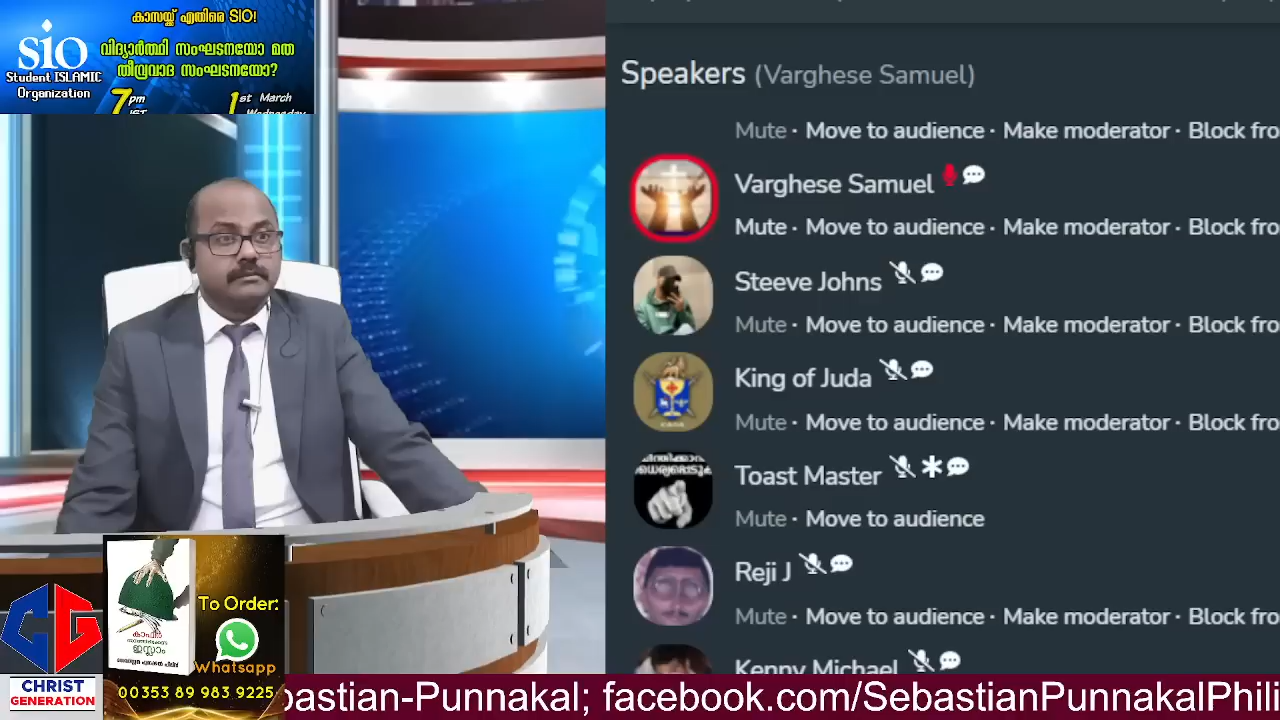 കാസയ്ക്ക് എതിരെ SIO!
sio
Student ISLAMIC
Organization
വിദ്യാർത്ഥി സംഘടനയോ മത
തീവ്രവാദ സംഘടനയോ?
7pm
IST
1st March
Wednesday
Speakers (Varghese Samuel)
Mute · Move to audience · Make moderator · Block fro
Varghese Samuel
Mute · Move to audience · Make moderator · Block fro
Steeve Johns
Mute · Move to audience · Make moderator · Block fro
King of Juda
Mute · Move to audience · Make moderator · Block fro
Toast Master
Mute · Move to audience
Reji J
Mute · Move to audience · Make moderator · Block fro
Kenny Michael
കാഫിർ
ഇസ്ലാം
To Order:
Whatsapp
00353 89 983 9225
CG
CHRIST
GENERATION
bastian-Punnakal; facebook.com/SebastianPunnakalPhili